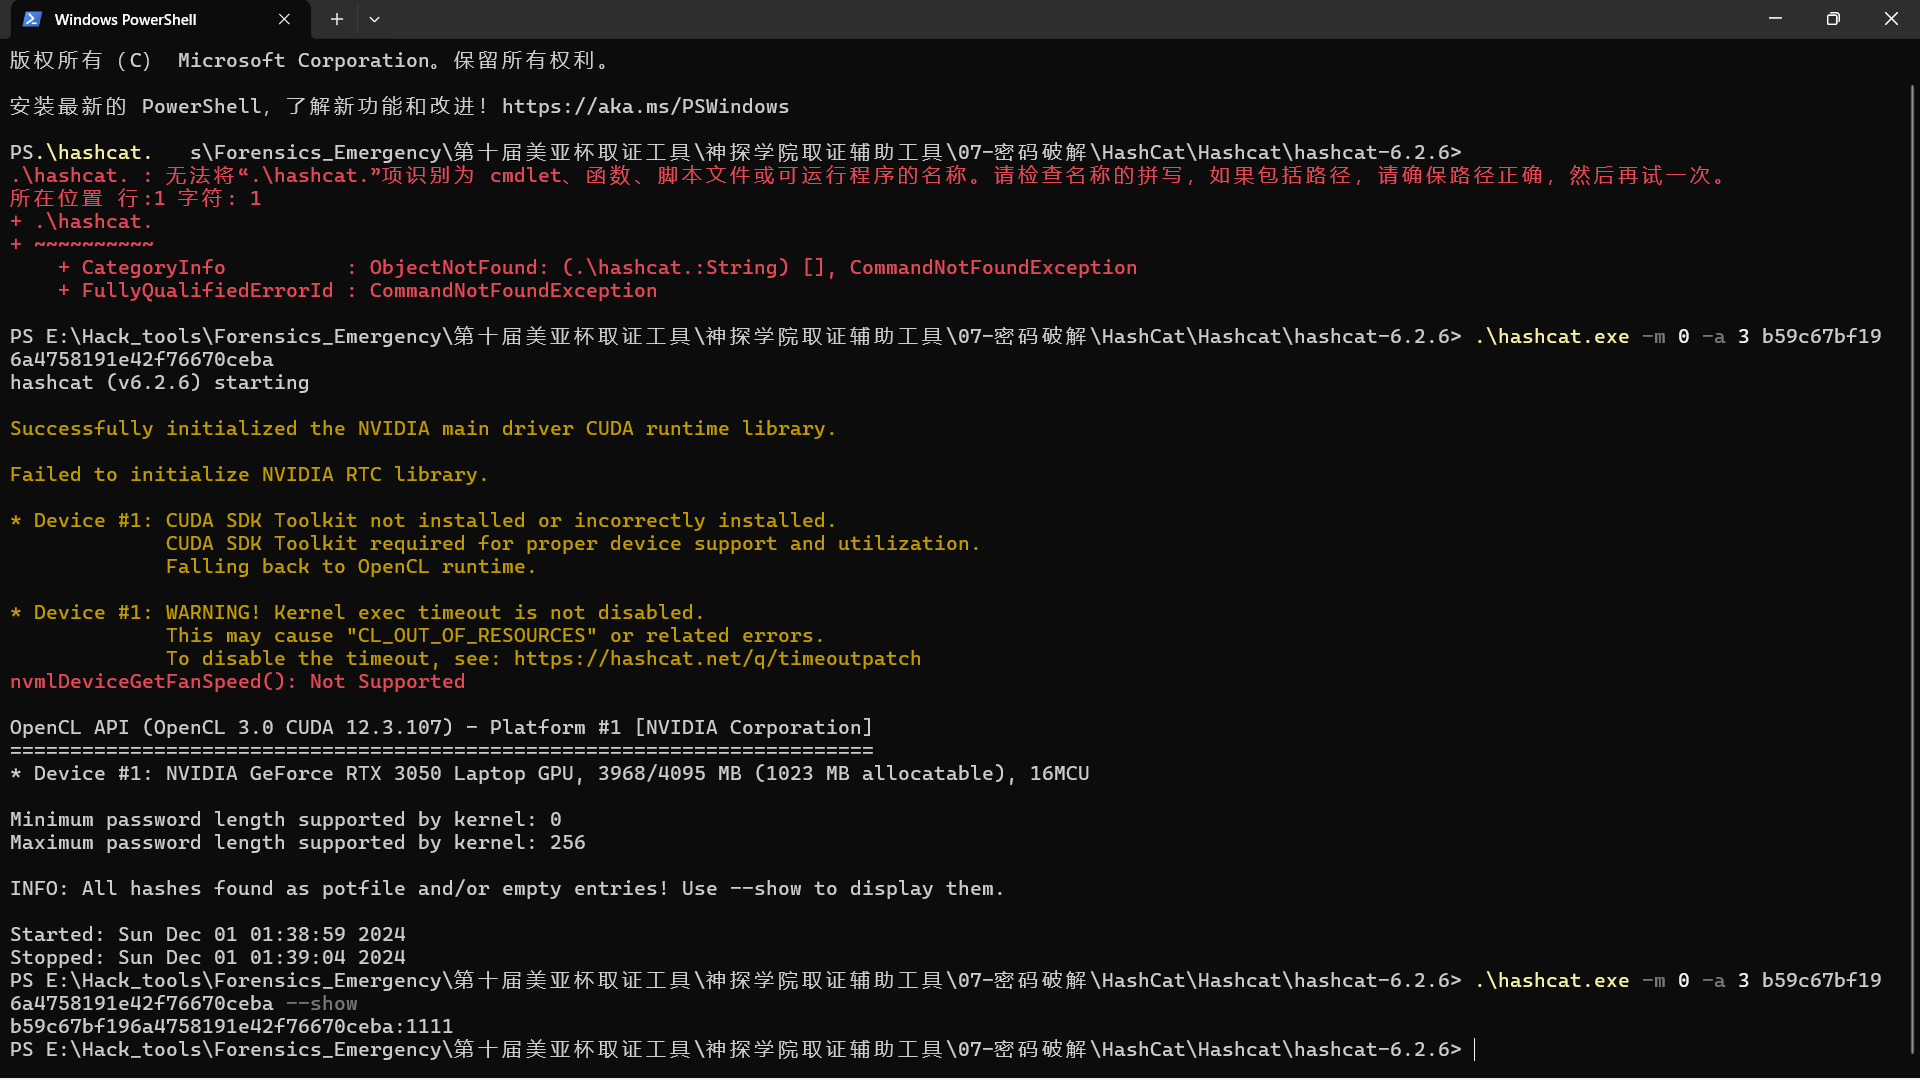 Windows PowerShell
版权所有 (C)  Microsoft Corporation。保留所有权利。
安装最新的 PowerShell，了解新功能和改进！https://aka.ms/PSWindows
PS.\hashcat.   s\Forensics_Emergency\第十届美亚杯取证工具\神探学院取证辅助工具\07-密码破解\HashCat\Hashcat\hashcat-6.2.6>
.\hashcat. : 无法将“.\hashcat.”项识别为 cmdlet、函数、脚本文件或可运行程序的名称。请检查名称的拼写，如果包括路径，请确保路径正确，然后再试一次。
所在位置 行:1 字符: 1
+ .\hashcat.
+ ~~~~~~~~~~
    + CategoryInfo          : ObjectNotFound: (.\hashcat.:String) [], CommandNotFoundException
    + FullyQualifiedErrorId : CommandNotFoundException
PS E:\Hack_tools\Forensics_Emergency\第十届美亚杯取证工具\神探学院取证辅助工具\07-密码破解\HashCat\Hashcat\hashcat-6.2.6> .\hashcat.exe -m 0 -a 3 b59c67bf19
6a4758191e42f76670ceba
hashcat (v6.2.6) starting
Successfully initialized the NVIDIA main driver CUDA runtime library.
Failed to initialize NVIDIA RTC library.
* Device #1: CUDA SDK Toolkit not installed or incorrectly installed.
             CUDA SDK Toolkit required for proper device support and utilization.
             Falling back to OpenCL runtime.
* Device #1: WARNING! Kernel exec timeout is not disabled.
             This may cause "CL_OUT_OF_RESOURCES" or related errors.
             To disable the timeout, see: https://hashcat.net/q/timeoutpatch
nvmlDeviceGetFanSpeed(): Not Supported
OpenCL API (OpenCL 3.0 CUDA 12.3.107) - Platform #1 [NVIDIA Corporation]
========================================================================
* Device #1: NVIDIA GeForce RTX 3050 Laptop GPU, 3968/4095 MB (1023 MB allocatable), 16MCU
Minimum password length supported by kernel: 0
Maximum password length supported by kernel: 256
INFO: All hashes found as potfile and/or empty entries! Use --show to display them.
Started: Sun Dec 01 01:38:59 2024
Stopped: Sun Dec 01 01:39:04 2024
PS E:\Hack_tools\Forensics_Emergency\第十届美亚杯取证工具\神探学院取证辅助工具\07-密码破解\HashCat\Hashcat\hashcat-6.2.6> .\hashcat.exe -m 0 -a 3 b59c67bf19
6a4758191e42f76670ceba --show
b59c67bf196a4758191e42f76670ceba:1111
PS E:\Hack_tools\Forensics_Emergency\第十届美亚杯取证工具\神探学院取证辅助工具\07-密码破解\HashCat\Hashcat\hashcat-6.2.6>